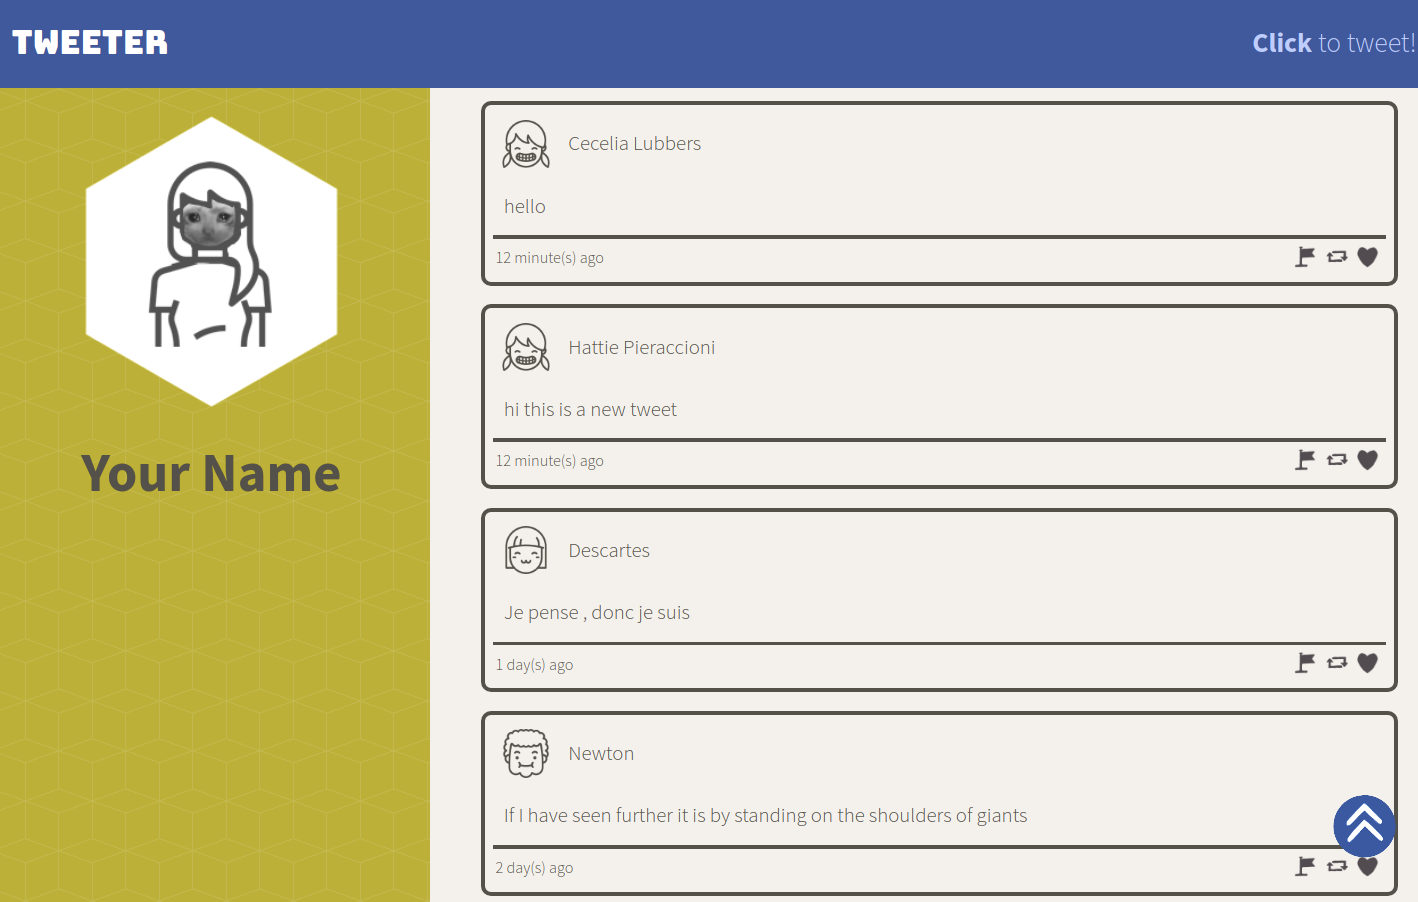 TWEETER
Click to tweet!
Your Name
Cecelia Lubbers
hello
12 minute(s) ago
Hattie Pieraccioni
hi this is a new tweet
12 minute(s) ago
Descartes
Je pense , donc je suis
1 day(s) ago
Newton
If I have seen further it is by standing on the shoulders of giants
2 day(s) ago